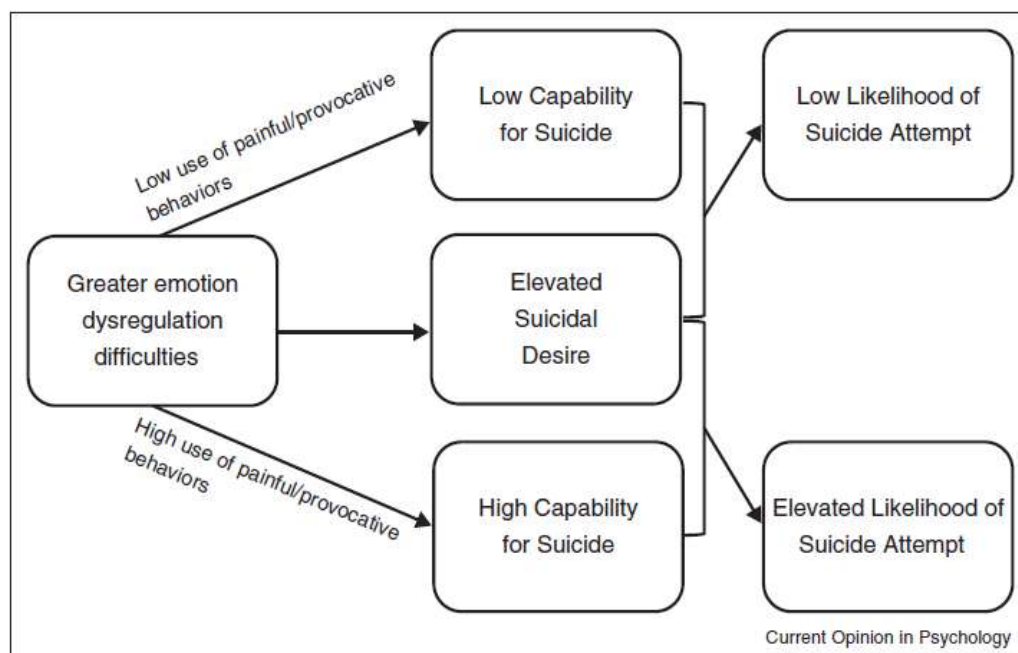 Low Capability
for Suicide
Low Likelihood of
Suicide Attempt
Low use of painful/provocative
behaviors
Greater emotion
dysregulation
difficulties
Elevated
Suicidal
Desire
High use of painful/provocative
behaviors
High Capability
for Suicide
Elevated Likelihood of
Suicide Attempt
Current Opinion in Psychology